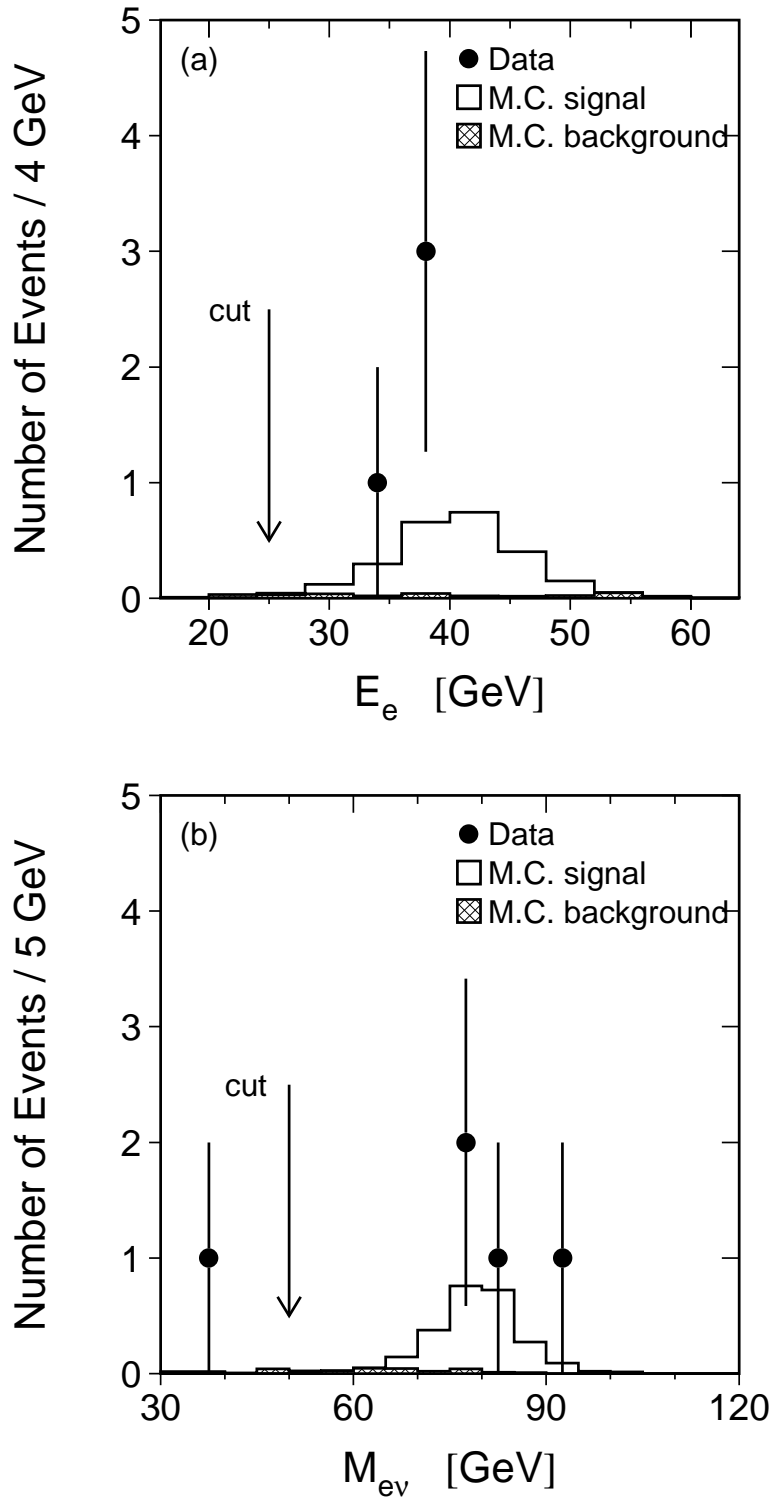 (a)
Data
M.C. signal
M.C. background
cut
5
4
3
2
1
0
20 30 40 50 60
Number of Events / 4 GeV
E_e [GeV]
(b)
Data
M.C. signal
M.C. background
cut
5
4
3
2
1
0
30 60 90 120
Number of Events / 5 GeV
M_eν [GeV]